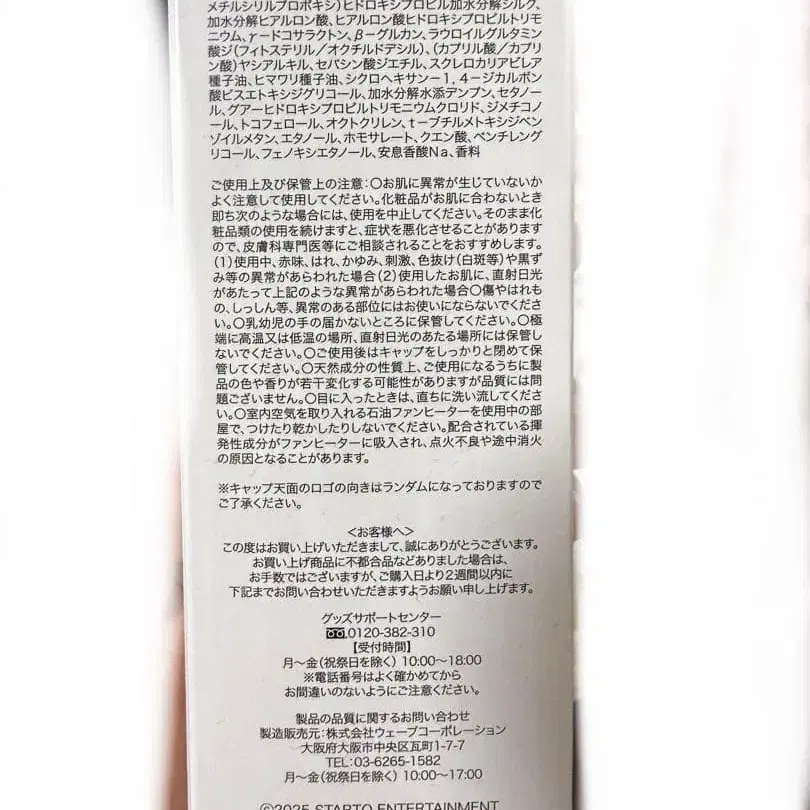 メチルシリルプロポキシ)ヒドロキシプロピル加水分解シルク、
加水分解ヒアルロン酸、ヒアルロン酸ヒドロキシプロピルトリモ
ニウム、γードコサラクトン、β－グルカン、ラウロイルグルタミン
酸ジ(フィトステリル／オクチルドデシル)、(カプリル酸／カプリ
ン酸)ヤシアルキル、セバシン酸ジエチル、スクレロカリアビレア
種子油、ヒマワリ種子油、シクロヘキサン－1, 4－ジカルボン
酸ビスエトキシジグリコール、加水分解水添デンプン、セタノー
ル、グアーヒドロキシプロピルトリモニウムクロリド、ジメチコノ
ール、トコフェロール、オクトクリレン、t－ブチルメトキシジベン
ゾイルメタン、エタノール、ホモサレート、クエン酸、ペンチレング
リコール、フェノキシエタノール、安息香酸Na、香料
ご使用上及び保管上の注意:〇お肌に異常が生じていないか
よく注意して使用してください。化粧品がお肌に合わないとき
即ち次のような場合には、使用を中止してください。そのまま化
粧品類の使用を続けますと、症状を悪化させることがあります
ので、皮膚科専門医等にご相談されることをおすすめします。
(1)使用中、赤味、はれ、かゆみ、刺激、色抜け(白斑等)や黒ず
み等の異常があらわれた場合(2)使用したお肌に、直射日光
があたって上記のような異常があらわれた場合〇傷やはれも
の、しっしん等、異常のある部位にはお使いにならないでくださ
い。〇乳幼児の手の届かないところに保管してください。〇極
端に高温又は低温の場所、直射日光のあたる場所には保管し
ないでください。〇ご使用後はキャップをしっかりと閉めて保
管してください。〇天然成分の性質上、ご使用になるうちに製
品の色や香りが若干変化する可能性がありますが品質には問
題ございません。〇目に入ったときは、直ちに洗い流してくださ
い。〇室内空気を取り入れる石油ファンヒーターを使用中の部
屋で、つけたり乾かしたりしないでください。配合されている揮
発性成分がファンヒーターに吸入され、点火不良や途中消火
の原因となることがあります。
※キャップ天面のロゴの向きはランダムになっておりますので
ご了承ください。
＜お客様へ＞
この度はお買い上げいただきまして、誠にありがとうございます。
お買い上げ商品に不都合品などありました場合は、
お手数ではございますが、ご購入日より2週間以内に
下記までお問い合わせいただきますようお願い申し上げます。
グッズサポートセンター
0120-382-310
【受付時間】
月～金(祝祭日を除く) 10:00～18:00
※電話番号はよく確かめてから
お間違いのないようにご注意ください。
製品の品質に関するお問い合わせ
製造販売元:株式会社ウェーブコーポレーション
大阪府大阪市中央区瓦町1-7-7
TEL:03-6265-1582
月～金(祝祭日を除く) 10:00～17:00
©2025 STARTO ENTERTAINMENT